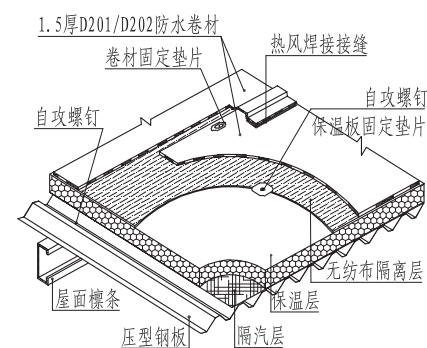 1.5厚D201/D202防水卷材
卷材固定垫片
热风焊接接缝
自攻螺钉
自攻螺钉
保温板固定垫片
无纺布隔离层
保温层
屋面檩条
压型钢板
隔汽层